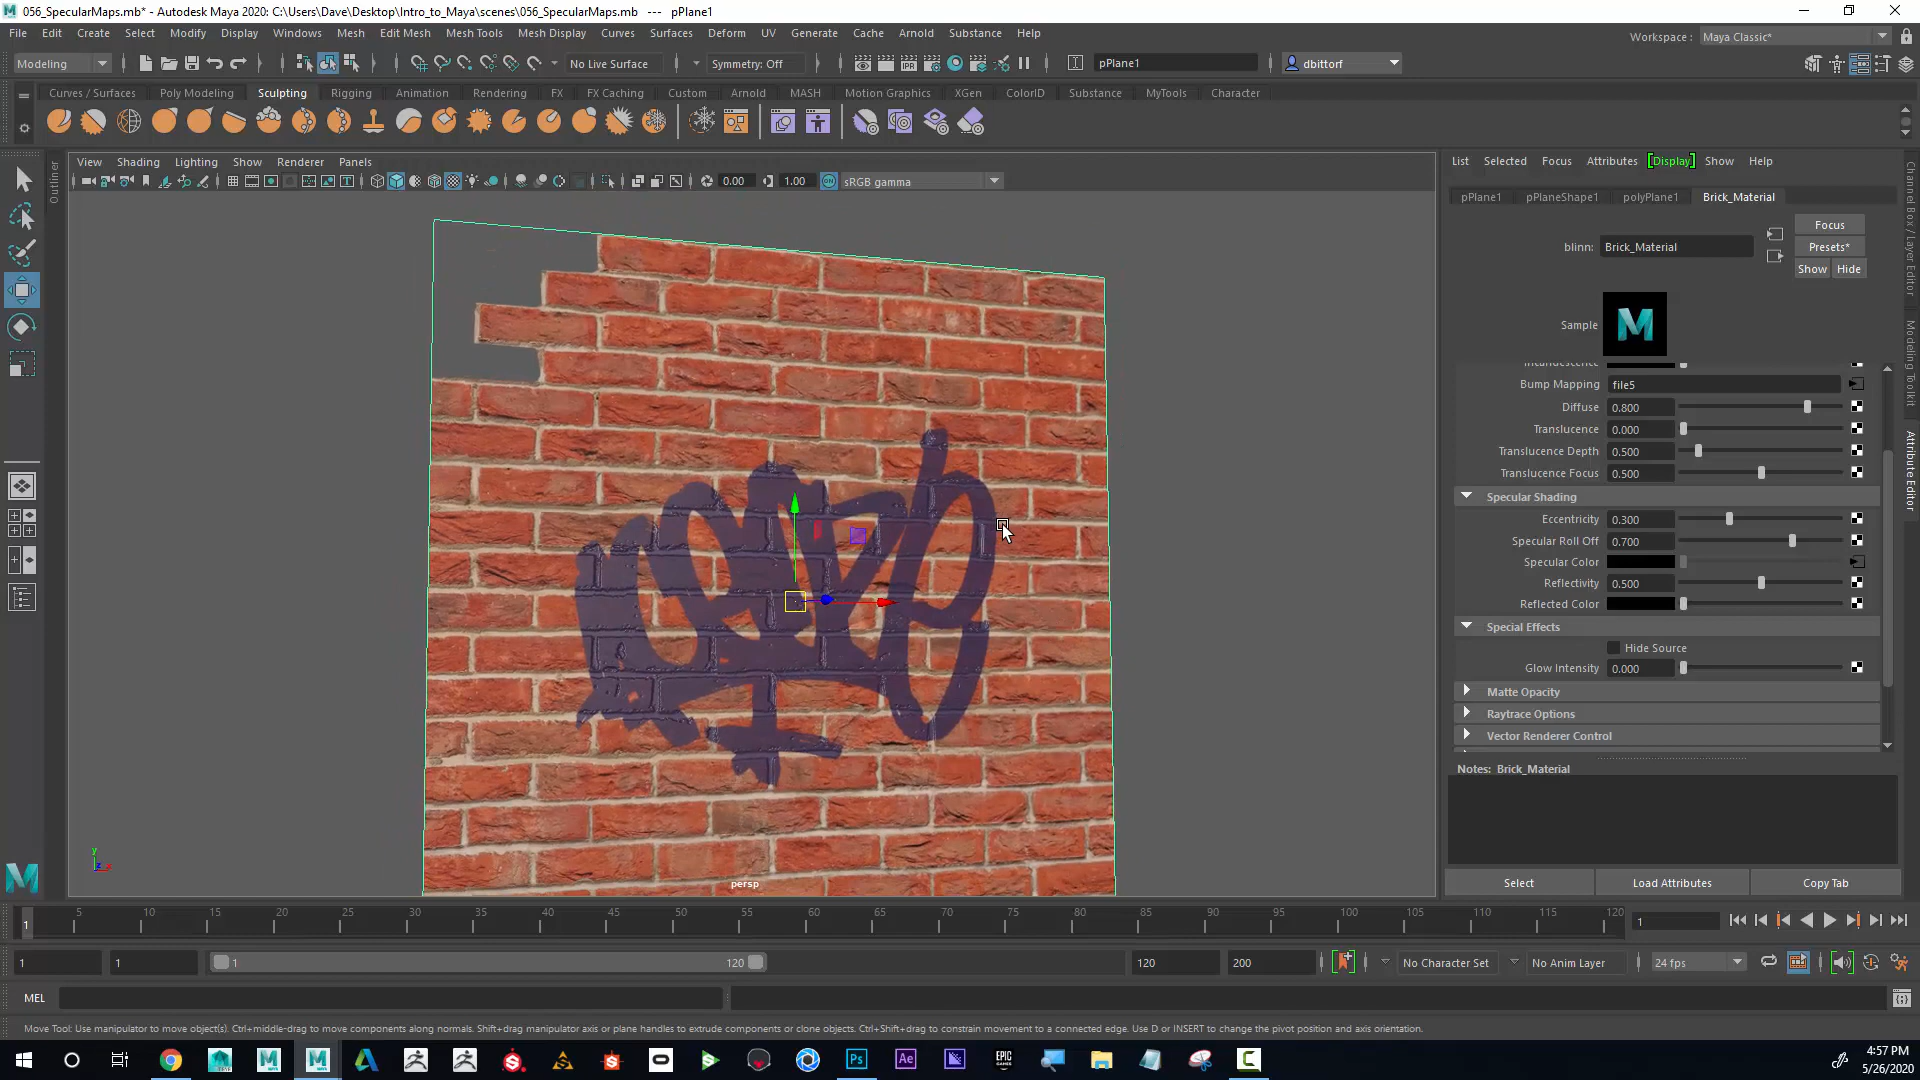 056_SpecularMaps.mb* - Autodesk Maya 2020: C:\Users\Dave\Desktop\Intro_to_Maya\scenes\056_SpecularMaps.mb --- pPlane1
File Edit Create Select Modify Display Windows Mesh Edit Mesh Mesh Tools Mesh Display Curves Surfaces Deform UV Generate Cache Arnold Substance Help
Workspace : Maya Classic*
Modeling No Live Surface Symmetry: Off pPlane1 dbittorf
Curves / Surfaces Poly Modeling Sculpting Rigging Animation Rendering FX FX Caching Custom Arnold MASH Motion Graphics XGen ColorID Substance MyTools Character
View Shading Lighting Show Renderer Panels
0.00 1.00 sRGB gamma
Outliner
persp
List Selected Focus Attributes [Display] Show Help
pPlane1 pPlaneShape1 polyPlane1 Brick_Material
Focus
blinn: Brick_Material Presets*
Show Hide
Sample
Bump Mapping file5
Diffuse 0.800
Translucence 0.000
Translucence Depth 0.500
Translucence Focus 0.500
Specular Shading
Eccentricity 0.300
Specular Roll Off 0.700
Specular Color
Reflectivity 0.500
Reflected Color
Special Effects
Hide Source
Glow Intensity 0.000
Matte Opacity
Raytrace Options
Vector Renderer Control
Notes: Brick_Material
Select Load Attributes Copy Tab
Channel Box / Layer Editor
Modeling Toolkit
Attribute Editor
1 5 10 15 20 25 30 35 40 45 50 55 60 65 70 75 80 85 90 95 100 105 110 115 120 1
1 1 1 120 120 200 No Character Set No Anim Layer 24 fps
MEL
Move Tool: Use manipulator to move object(s). Ctrl+middle-drag to move components along normals. Shift+drag manipulator axis or plane handles to extrude components or clone objects. Ctrl+Shift+drag to constrain movement to a connected edge. Use D or INSERT to change the pivot position and axis orientation.
4:57 PM
5/26/2020